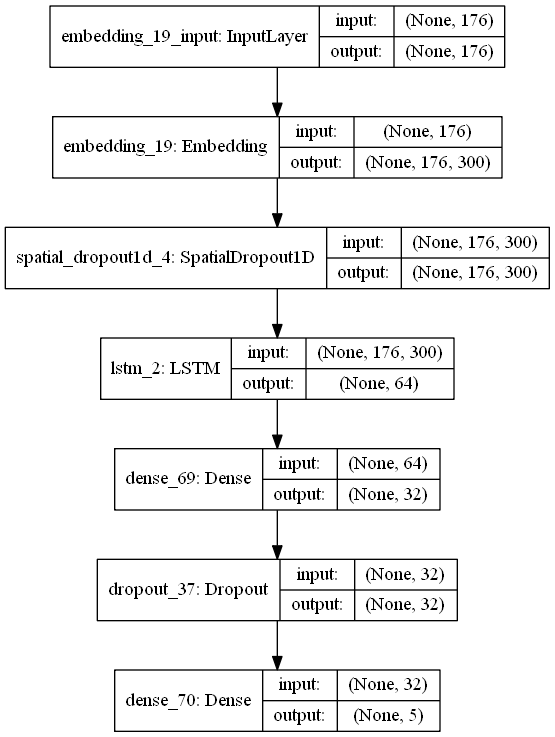 embedding_19_input: InputLayer
input: (None, 176)
output: (None, 176)
embedding_19: Embedding
input: (None, 176)
output: (None, 176, 300)
spatial_dropout1d_4: SpatialDropout1D
input: (None, 176, 300)
output: (None, 176, 300)
lstm_2: LSTM
input: (None, 176, 300)
output: (None, 64)
dense_69: Dense
input: (None, 64)
output: (None, 32)
dropout_37: Dropout
input: (None, 32)
output: (None, 32)
dense_70: Dense
input: (None, 32)
output: (None, 5)